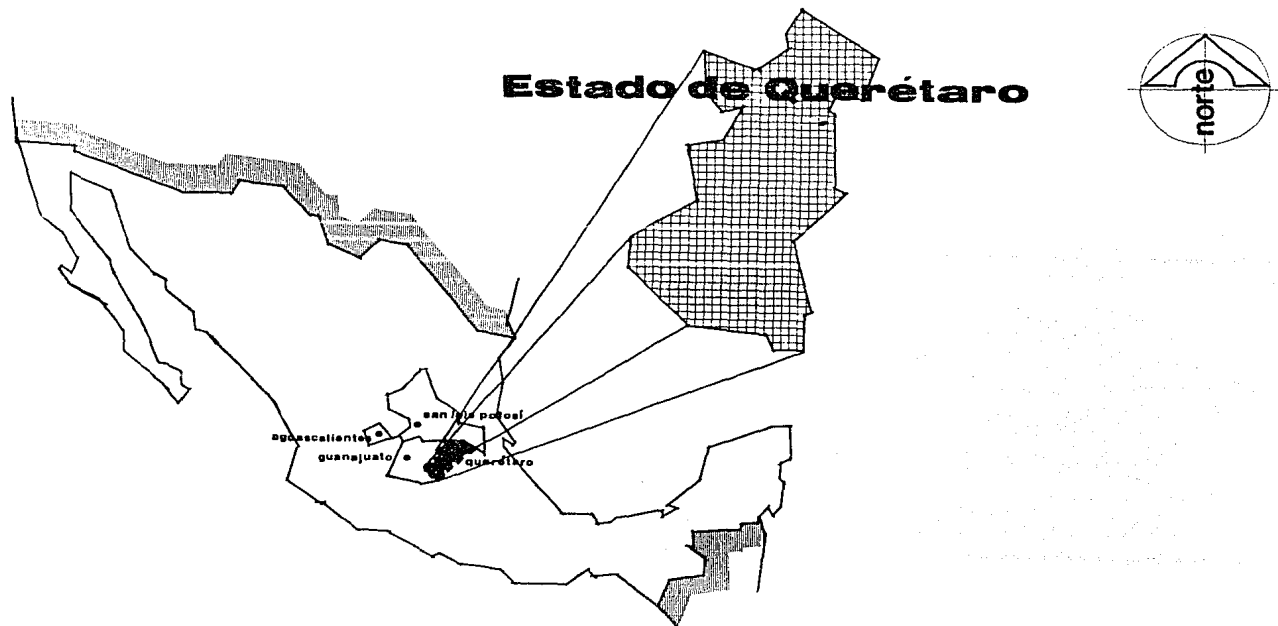 Estado de Querétaro
norte
san luis potosí
aguascalientes
guanajuato
querétaro